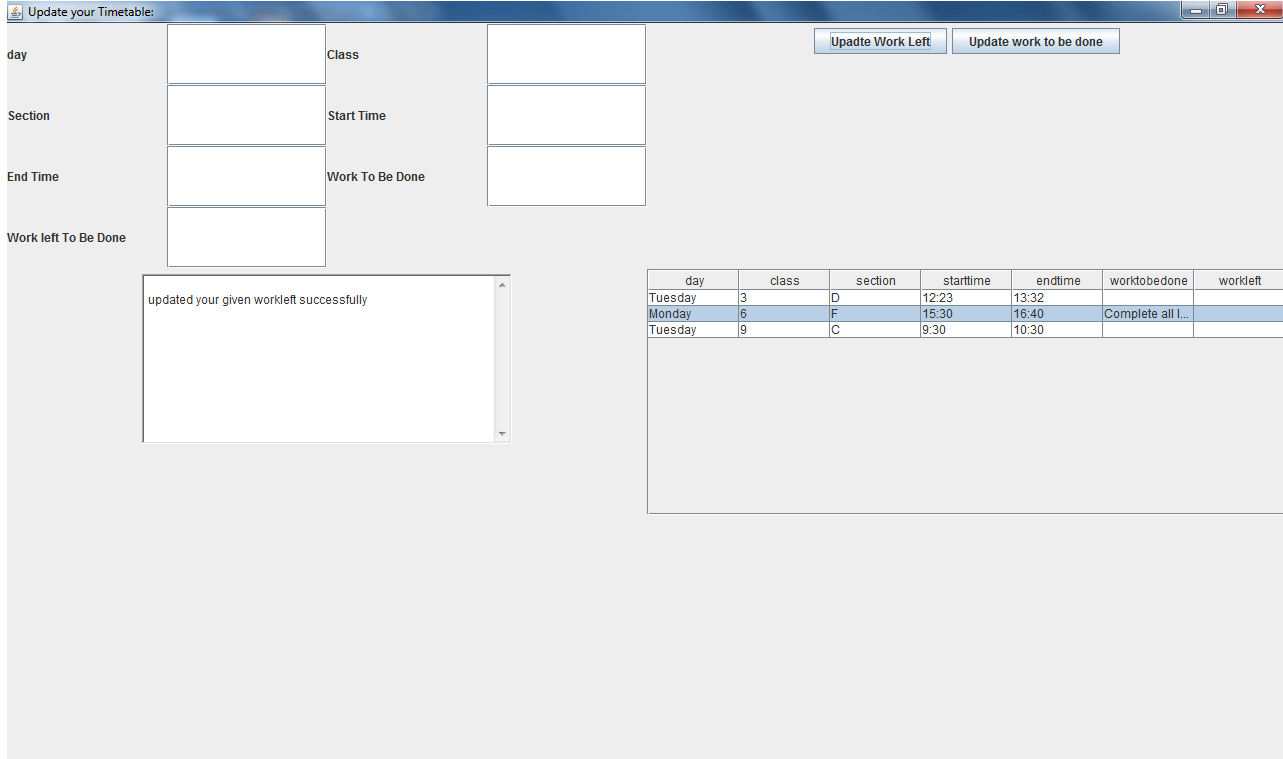 Update your Timetable:
day Class Upadte Work Left Update work to be done
Section Start Time
End Time Work To Be Done
Work left To Be Done
updated your given workleft successfully
day class section starttime endtime worktobedone workleft
Tuesday 3 D 12:23 13:32
Monday 6 F 15:30 16:40 Complete all l...
Tuesday 9 C 9:30 10:30